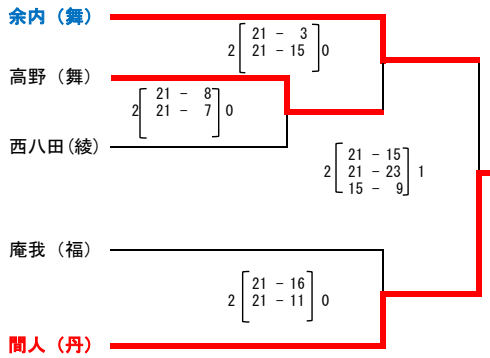 余内（舞）
21 - 3
2 21 - 15 0
高野（舞）
21 - 8
2 21 - 7 0
西八田(綾)
21 - 15
2 21 - 23 1
15 - 9
庵我（福）
21 - 16
2 21 - 11 0
間人（丹）